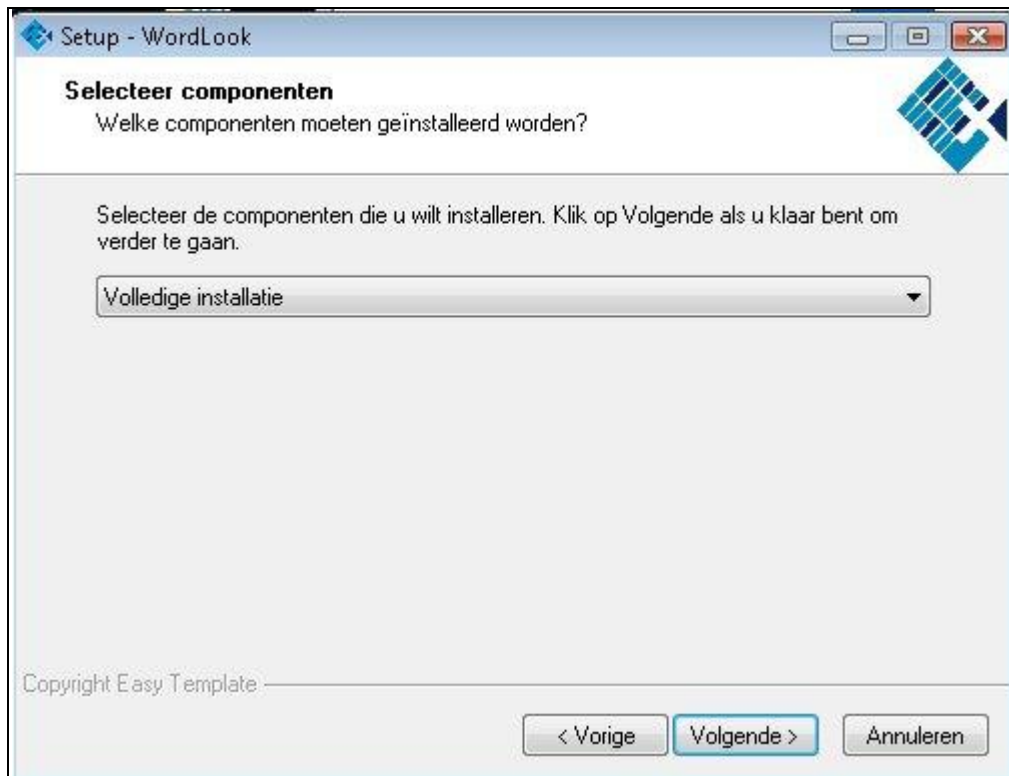 Setup - WordLook
Selecteer componenten
Welke componenten moeten geïnstalleerd worden?
Selecteer de componenten die u wilt installeren. Klik op Volgende als u klaar bent om
verder te gaan.
Volledige installatie
Copyright Easy Template
< Vorige
Volgende >
Annuleren